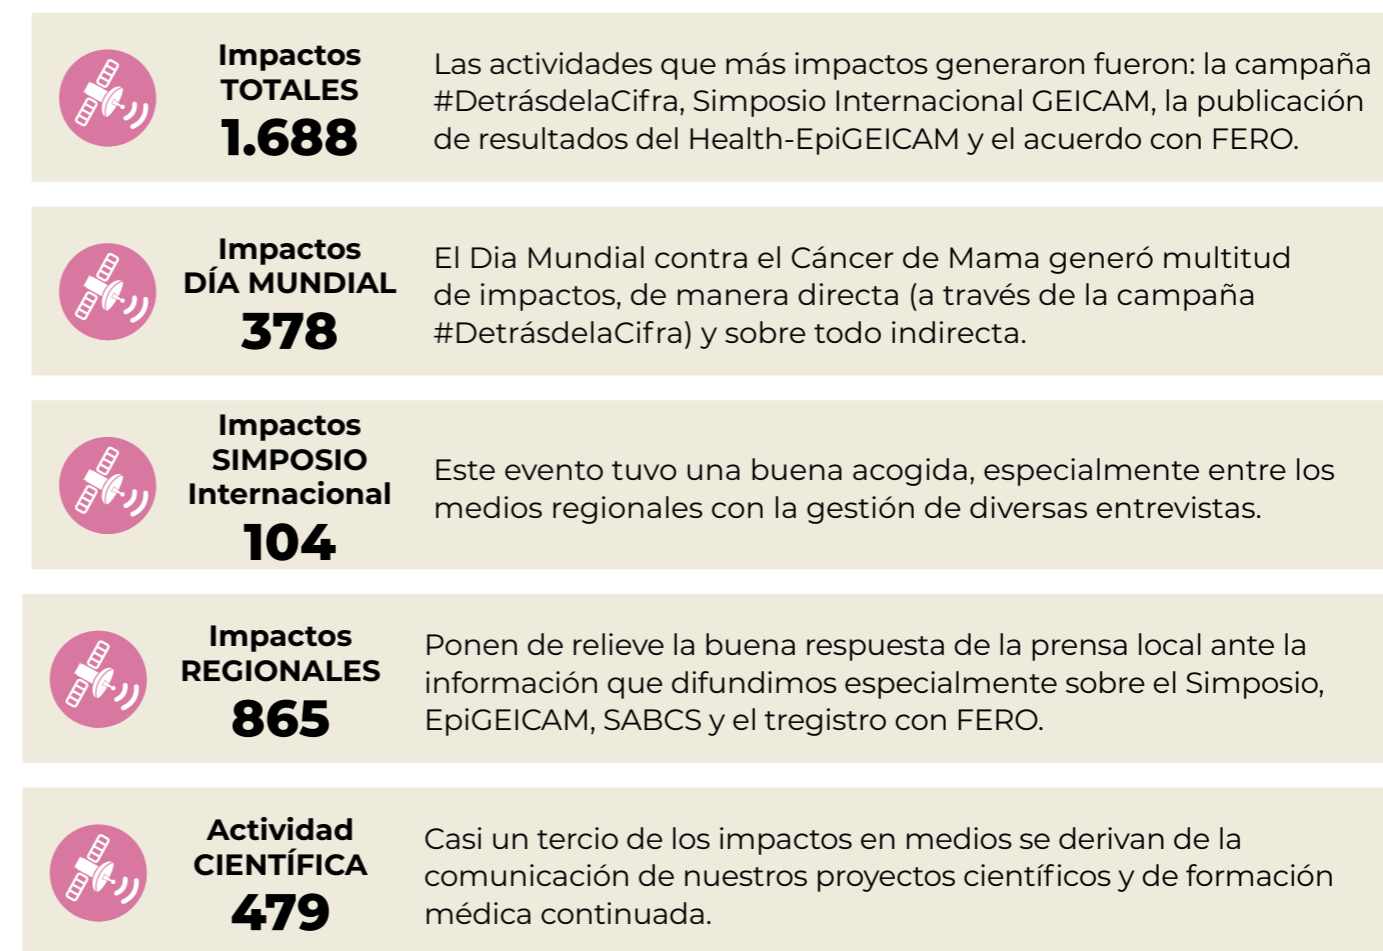 Impactos
TOTALES
1.688
Las actividades que más impactos generaron fueron: la campaña
#DetrásdelaCifra, Simposio Internacional GEICAM, la publicación
de resultados del Health-EpiGEICAM y el acuerdo con FERO.
Impactos
DÍA MUNDIAL
378
El Dia Mundial contra el Cáncer de Mama generó multitud
de impactos, de manera directa (a través de la campaña
#DetrásdelaCifra) y sobre todo indirecta.
Impactos
SIMPOSIO
Internacional
104
Este evento tuvo una buena acogida, especialmente entre los
medios regionales con la gestión de diversas entrevistas.
Impactos
REGIONALES
865
Ponen de relieve la buena respuesta de la prensa local ante la
información que difundimos especialmente sobre el Simposio,
EpiGEICAM, SABCS y el tregistro con FERO.
Actividad
CIENTÍFICA
479
Casi un tercio de los impactos en medios se derivan de la
comunicación de nuestros proyectos científicos y de formación
médica continuada.